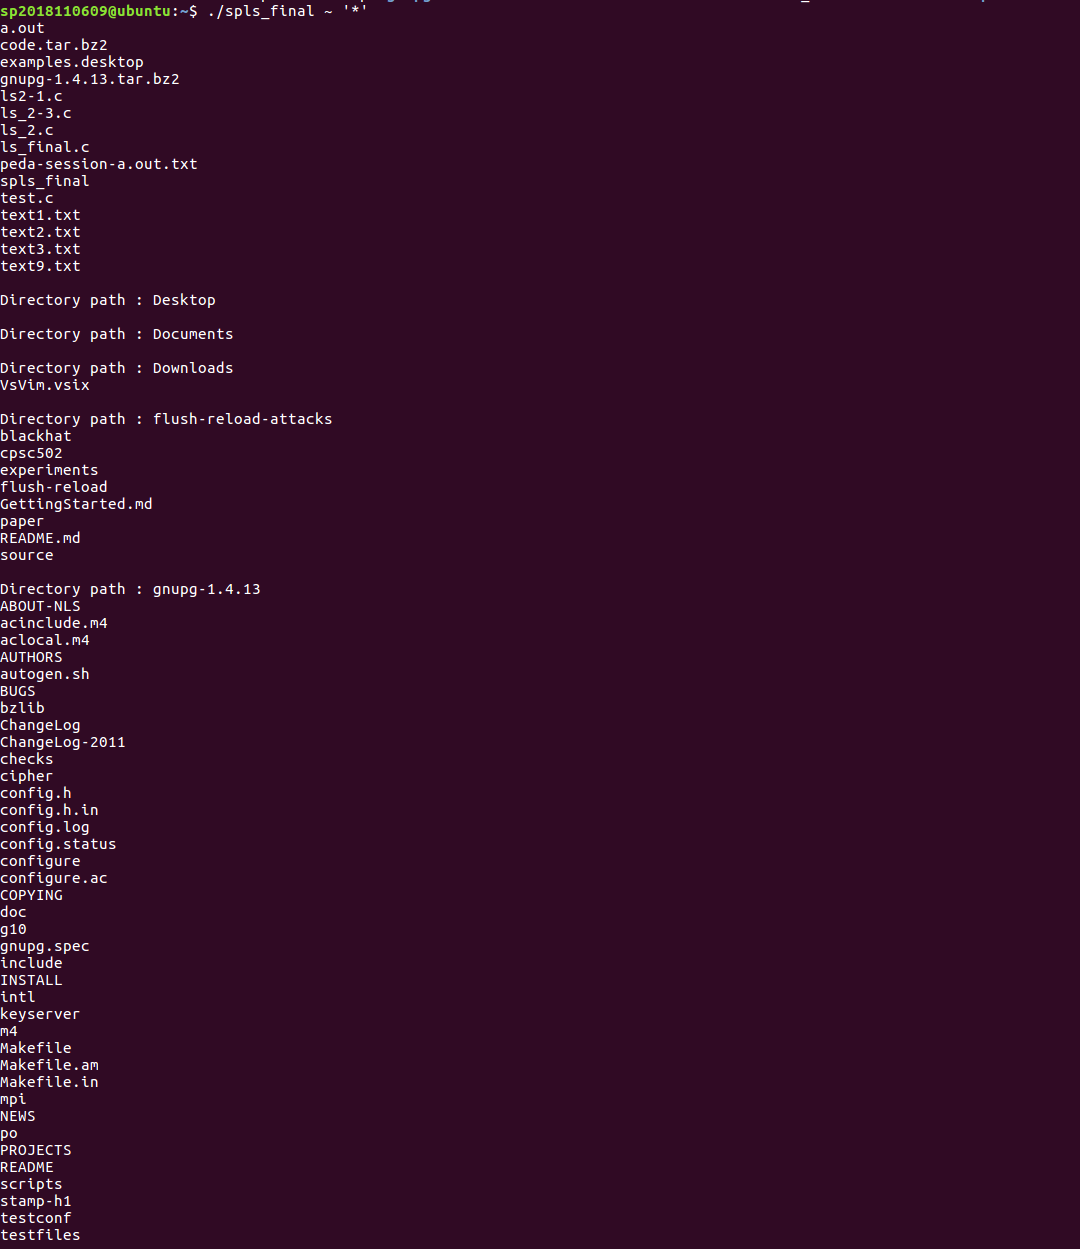 sp2018110609@ubuntu:~$ ./spls_final ~ '*'
a.out
code.tar.bz2
examples.desktop
gnupg-1.4.13.tar.bz2
ls2-1.c
ls_2-3.c
ls_2.c
ls_final.c
peda-session-a.out.txt
spls_final
test.c
text1.txt
text2.txt
text3.txt
text9.txt

Directory path : Desktop

Directory path : Documents

Directory path : Downloads
VsVim.vsix

Directory path : flush-reload-attacks
blackhat
cpsc502
experiments
flush-reload
GettingStarted.md
paper
README.md
source

Directory path : gnupg-1.4.13
ABOUT-NLS
acinclude.m4
aclocal.m4
AUTHORS
autogen.sh
BUGS
bzlib
ChangeLog
ChangeLog-2011
checks
cipher
config.h
config.h.in
config.log
config.status
configure
configure.ac
COPYING
doc
g10
gnupg.spec
include
INSTALL
intl
keyserver
m4
Makefile
Makefile.am
Makefile.in
mpi
NEWS
po
PROJECTS
README
scripts
stamp-h1
testconf
testfiles